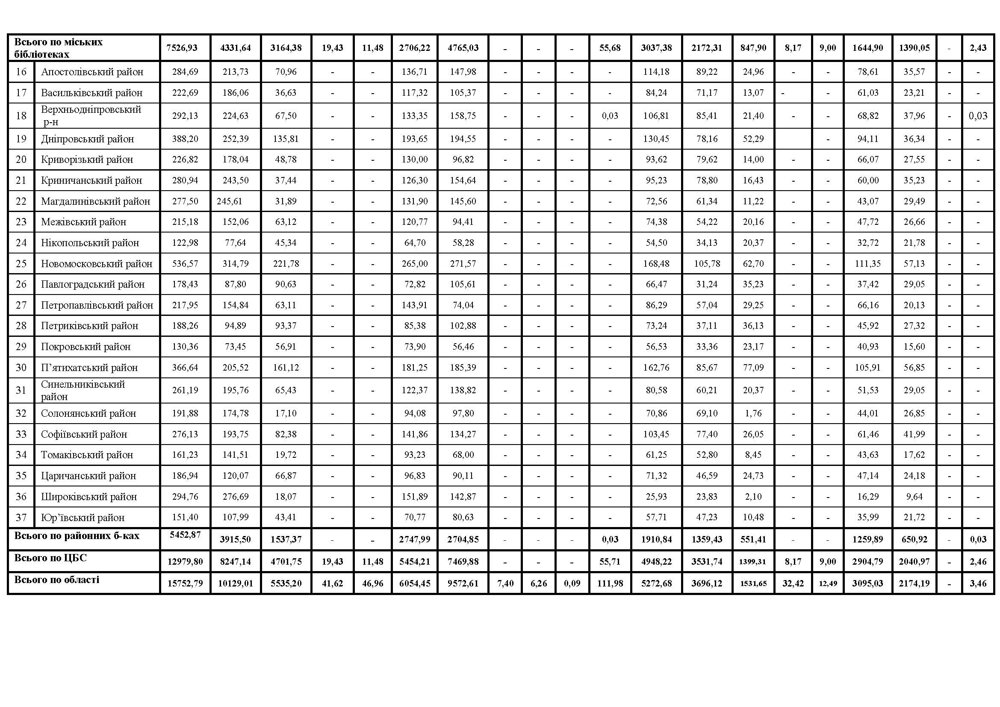 Всього по міських
бібліотеках 7526,93 4331,64 3164,38 19,43 11,48 2706,22 4765,03 - - - 55,68 3037,38 2172,31 847,90 8,17 9,00 1644,90 1390,05 - 2,43
16 Апостолівський район 284,69 213,73 70,96 - - 136,71 147,98 - - - - 114,18 89,22 24,96 - - 78,61 35,57 - -
17 Васильківський район 222,69 186,06 36,63 - - 117,32 105,37 - - - - 84,24 71,17 13,07 - - 61,03 23,21 - -
18 Верхньодніпровський
р-н 292,13 224,63 67,50 - - 133,35 158,75 - - - 0,03 106,81 85,41 21,40 - - 68,82 37,96 - 0,03
19 Дніпровський район 388,20 252,39 135,81 - - 193,65 194,55 - - - - 130,45 78,16 52,29 - 94,11 36,34 - -
20 Криворізький район 226,82 178,04 48,78 - - 130,00 96,82 - - - - 93,62 79,62 14,00 - - 66,07 27,55 - -
21 Криничанський район 280,94 243,50 37,44 - - 126,30 154,64 - - - - 95,23 78,80 16,43 - - 60,00 35,23 - -
22 Магдалинівський район 277,50 245,61 31,89 - - 131,90 145,60 - - - - 72,56 61,34 11,22 - - 43,07 29,49 - -
23 Межівський район 215,18 152,06 63,12 - - 120,77 94,41 - - - - 74,38 54,22 20,16 - - 47,72 26,66 - -
24 Нікопольський район 122,98 77,64 45,34 - - 64,70 58,28 - - - - 54,50 34,13 20,37 - - 32,72 21,78 - -
25 Новомосковський район 536,57 314,79 221,78 - - 265,00 271,57 - - - - 168,48 105,78 62,70 - - 111,35 57,13 - -
26 Павлоградський район 178,43 87,80 90,63 - - 72,82 105,61 - - - - 66,47 31,24 35,23 - - 37,42 29,05 - -
27 Петропавлівський район 217,95 154,84 63,11 - - 143,91 74,04 - - - - 86,29 57,04 29,25 - - 66,16 20,13 - -
28 Петриківський район 188,26 94,89 93,37 - - 85,38 102,88 - - - - 73,24 37,11 36,13 - - 45,92 27,32 - -
29 Покровський район 130,36 73,45 56,91 - - 73,90 56,46 - - - - 56,53 33,36 23,17 - - 40,93 15,60 - -
30 П’ятихатський район 366,64 205,52 161,12 - - 181,25 185,39 - - - - 162,76 85,67 77,09 - - 105,91 56,85 - -
31 Синельниківський
район 261,19 195,76 65,43 - - 122,37 138,82 - - - - 80,58 60,21 20,37 - - 51,53 29,05 - -
32 Солонянський район 191,88 174,78 17,10 - - 94,08 97,80 - - - - 70,86 69,10 1,76 - - 44,01 26,85 - -
33 Софіївський район 276,13 193,75 82,38 - - 141,86 134,27 - - - - 103,45 77,40 26,05 - - 61,46 41,99 - -
34 Томаківський район 161,23 141,51 19,72 - - 93,23 68,00 - - - - 61,25 52,80 8,45 - - 43,63 17,62 - -
35 Царичанський район 186,94 120,07 66,87 - - 96,83 90,11 - - - - 71,32 46,59 24,73 - - 47,14 24,18 - -
36 Широківський район 294,76 276,69 18,07 - - 151,89 142,87 - - - - 25,93 23,83 2,10 - - 16,29 9,64 - -
37 Юр’ївський район 151,40 107,99 43,41 - - 70,77 80,63 - - - - 57,71 47,23 10,48 - - 35,99 21,72 - -
Всього по районних б-ках 5452,87 3915,50 1537,37 - - 2747,99 2704,85 - - - 0,03 1910,84 1359,43 551,41 - - 1259,89 650,92 - 0,03
Всього по ЦБС 12979,80 8247,14 4701,75 19,43 11,48 5454,21 7469,88 - - - 55,71 4948,22 3531,74 1399,31 8,17 9,00 2904,79 2040,97 - 2,46
Всього по області 15752,79 10129,01 5535,20 41,62 46,96 6054,45 9572,61 7,40 6,26 0,09 111,98 5272,68 3696,12 1531,65 32,42 12,49 3095,03 2174,19 - 3,46